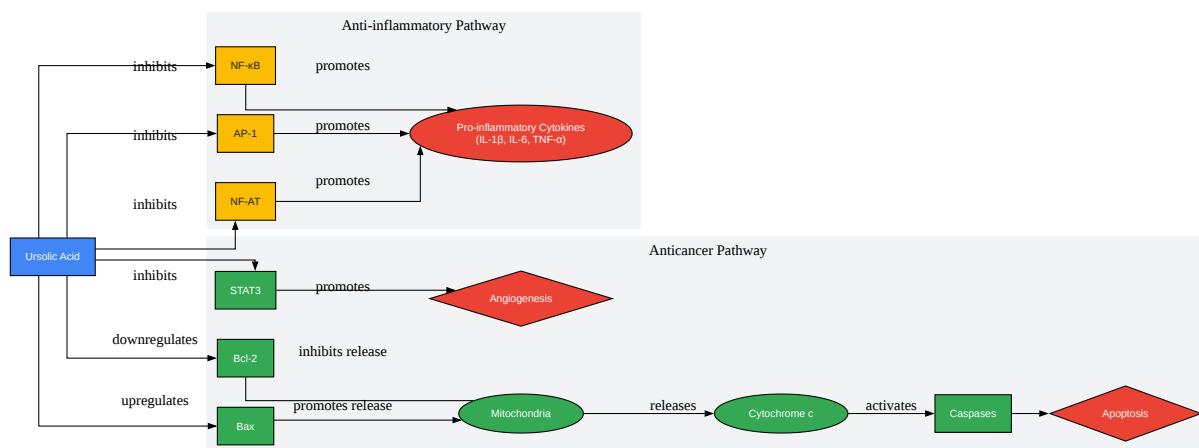 Anti-inflammatory Pathway
inhibits
NF-κB
promotes
inhibits
AP-1
promotes
Pro-inflammatory Cytokines
(IL-1β, IL-6, TNF-α)
inhibits
NF-AT
promotes
Ursolic Acid
Anticancer Pathway
inhibits
STAT3
promotes
Angiogenesis
downregulates
Bcl-2
inhibits release
upregulates
Bax
promotes release
Mitochondria
releases
Cytochrome c
activates
Caspases
Apoptosis